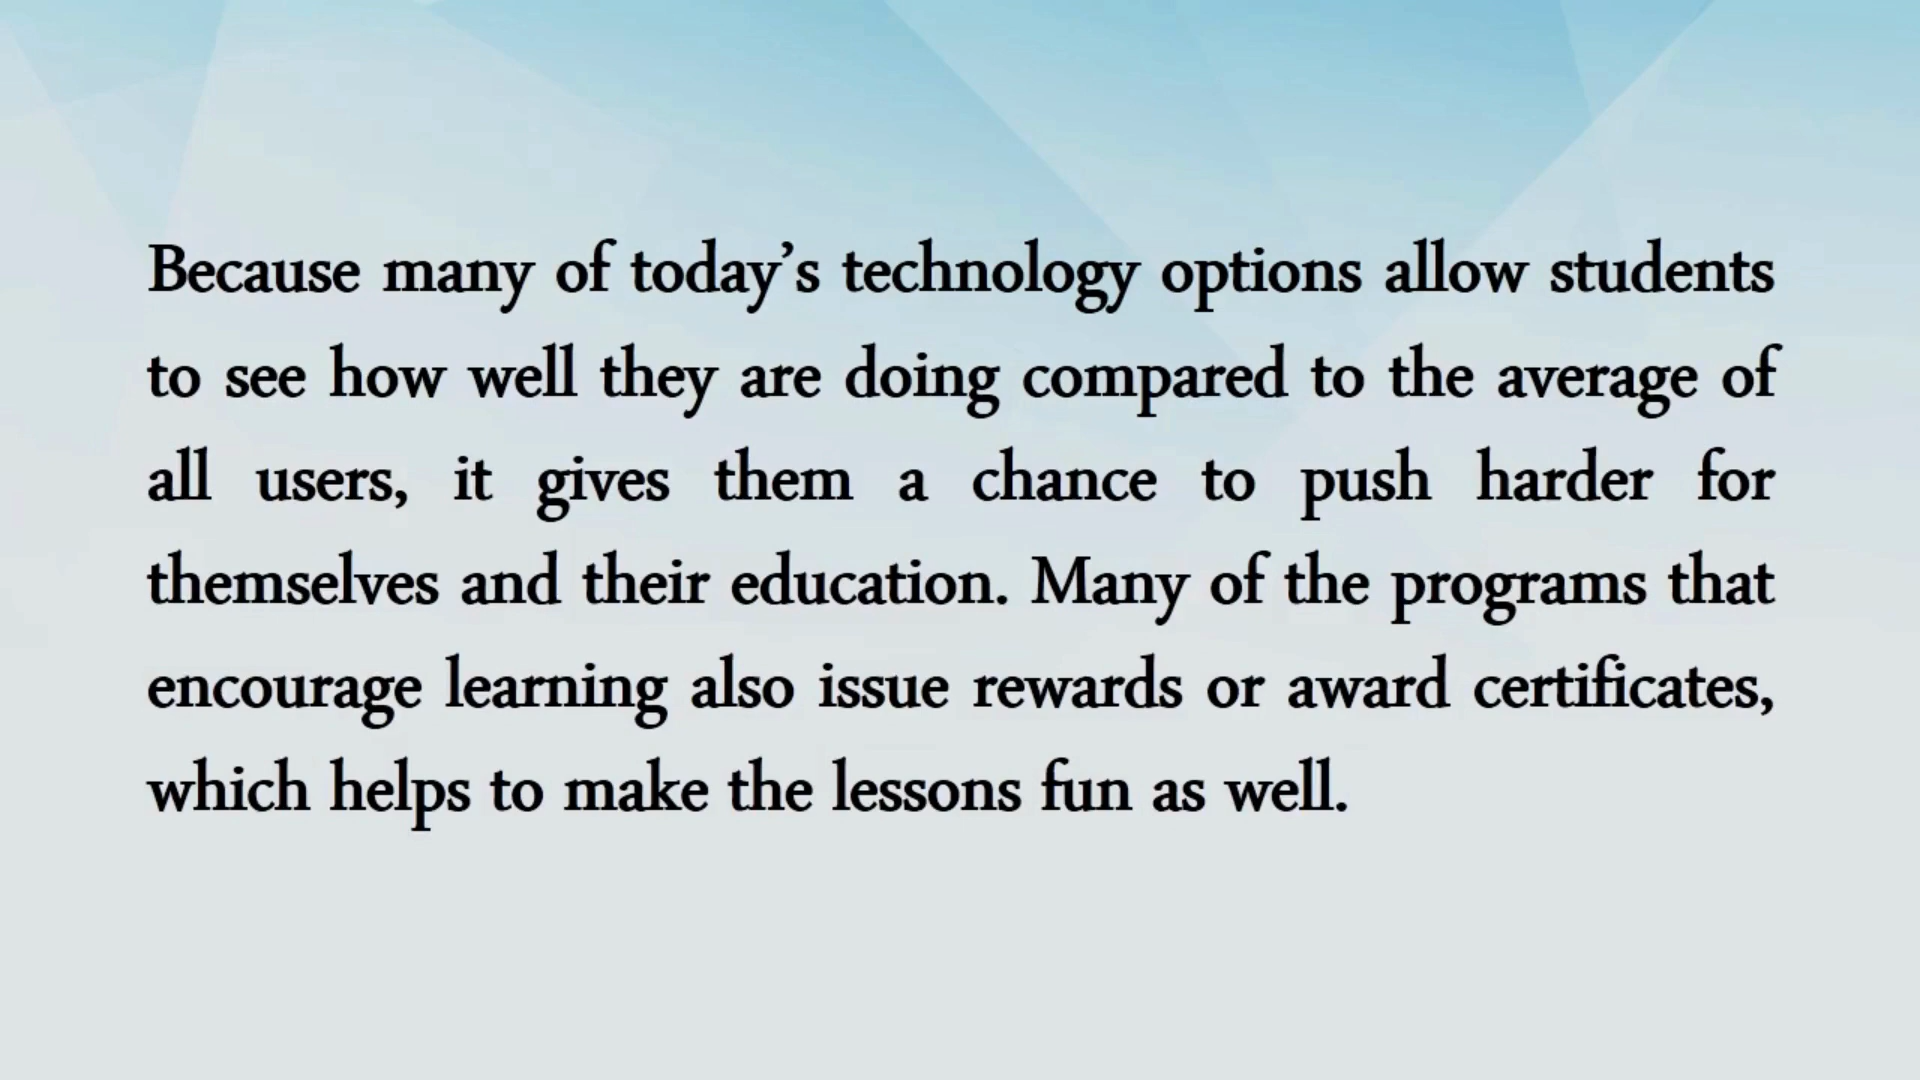 Because many of today’s technology options allow students
to see how well they are doing compared to the average of
all users, it gives them a chance to push harder for
themselves and their education. Many of the programs that
encourage learning also issue rewards or award certificates,
which helps to make the lessons fun as well.